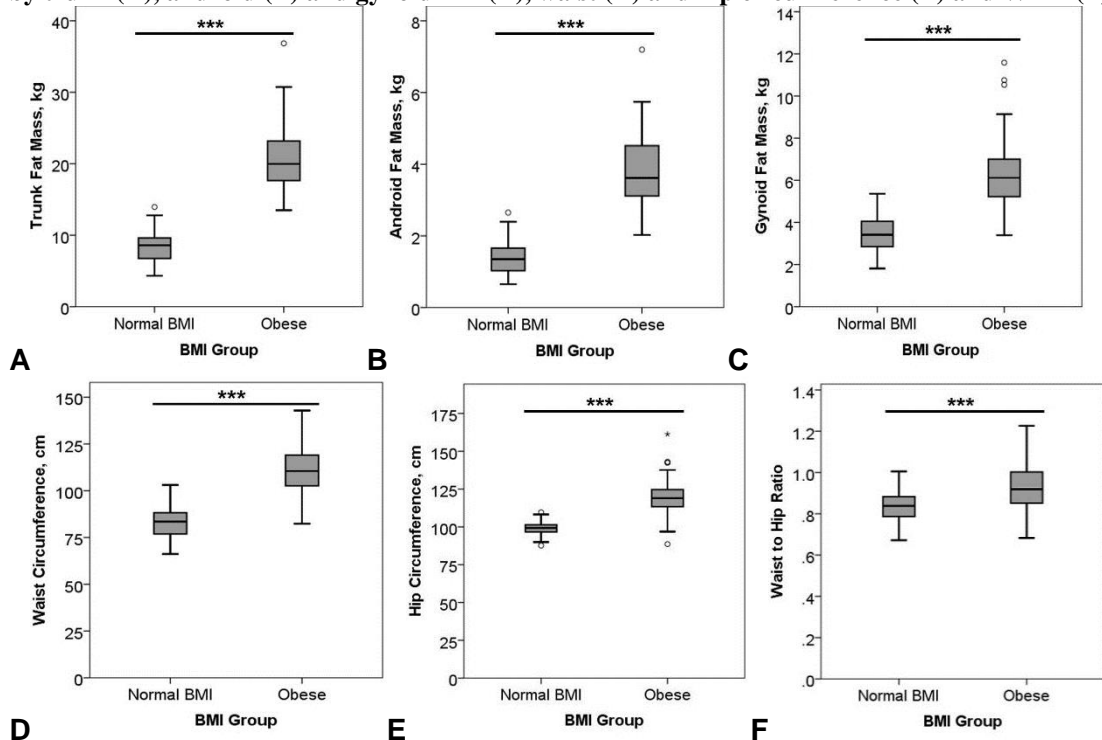 ***
40
30
20
10
0
Trunk Fat Mass, kg
Normal BMI Obese
BMI Group
A
***
8
6
4
2
0
Android Fat Mass, kg
Normal BMI Obese
BMI Group
B
***
14
12
10
8
6
4
2
0
Gynoid Fat Mass, kg
Normal BMI Obese
BMI Group
C
***
150
125
100
75
50
25
0
Waist Circumference, cm
Normal BMI Obese
BMI Group
D
***
175
150
125
100
75
50
25
0
Hip Circumference, cm
Normal BMI Obese
BMI Group
E
***
1.4
1.2
1.0
.8
.6
.4
.2
.0
Waist to Hip Ratio
Normal BMI Obese
BMI Group
F